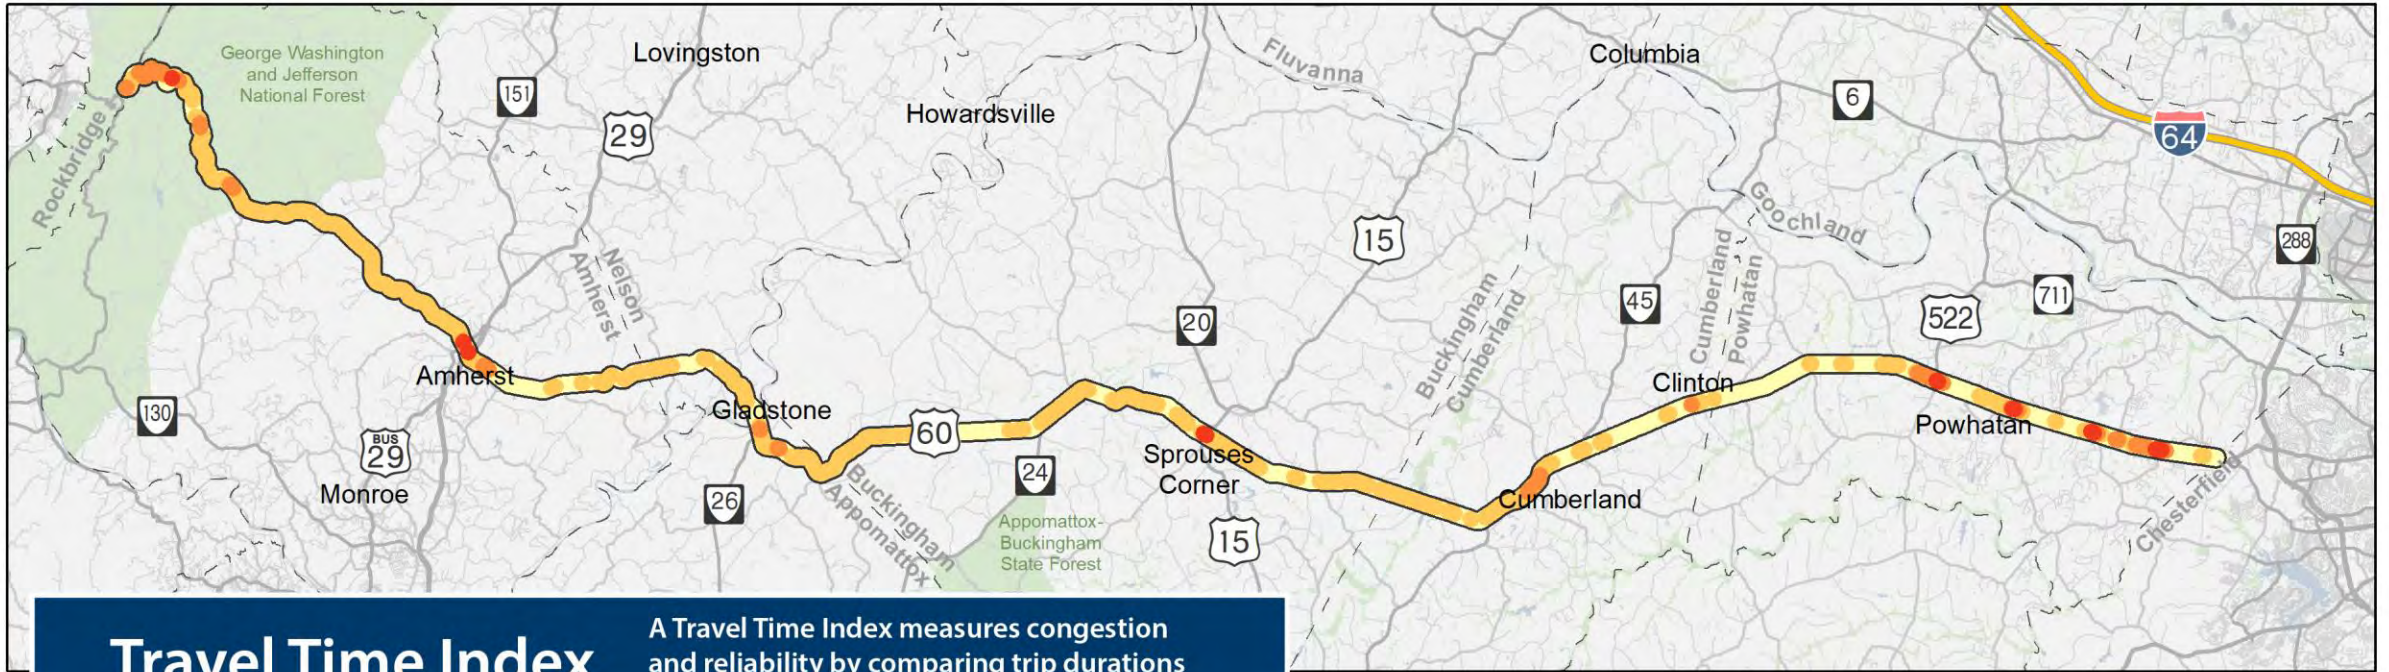 George Washington
and Jefferson
National Forest
Lovingston
151
29
Howardsville
Fluvanna
Columbia
6
64
Rockbridge
Nelson
Amherst
15
Goochland
288
20
Buckingham
Cumberland
45
Cumberland
Powhatan
522
711
Amherst
130
BUS
29
Monroe
Gladstone
60
26
Buckingham
Appomattox
24
Appomattox-
Buckingham
State Forest
Sprouses
Corner
15
Cumberland
Clinton
Powhatan
Chesterfield
Travel Time Index
A Travel Time Index measures congestion
and reliability by comparing trip durations